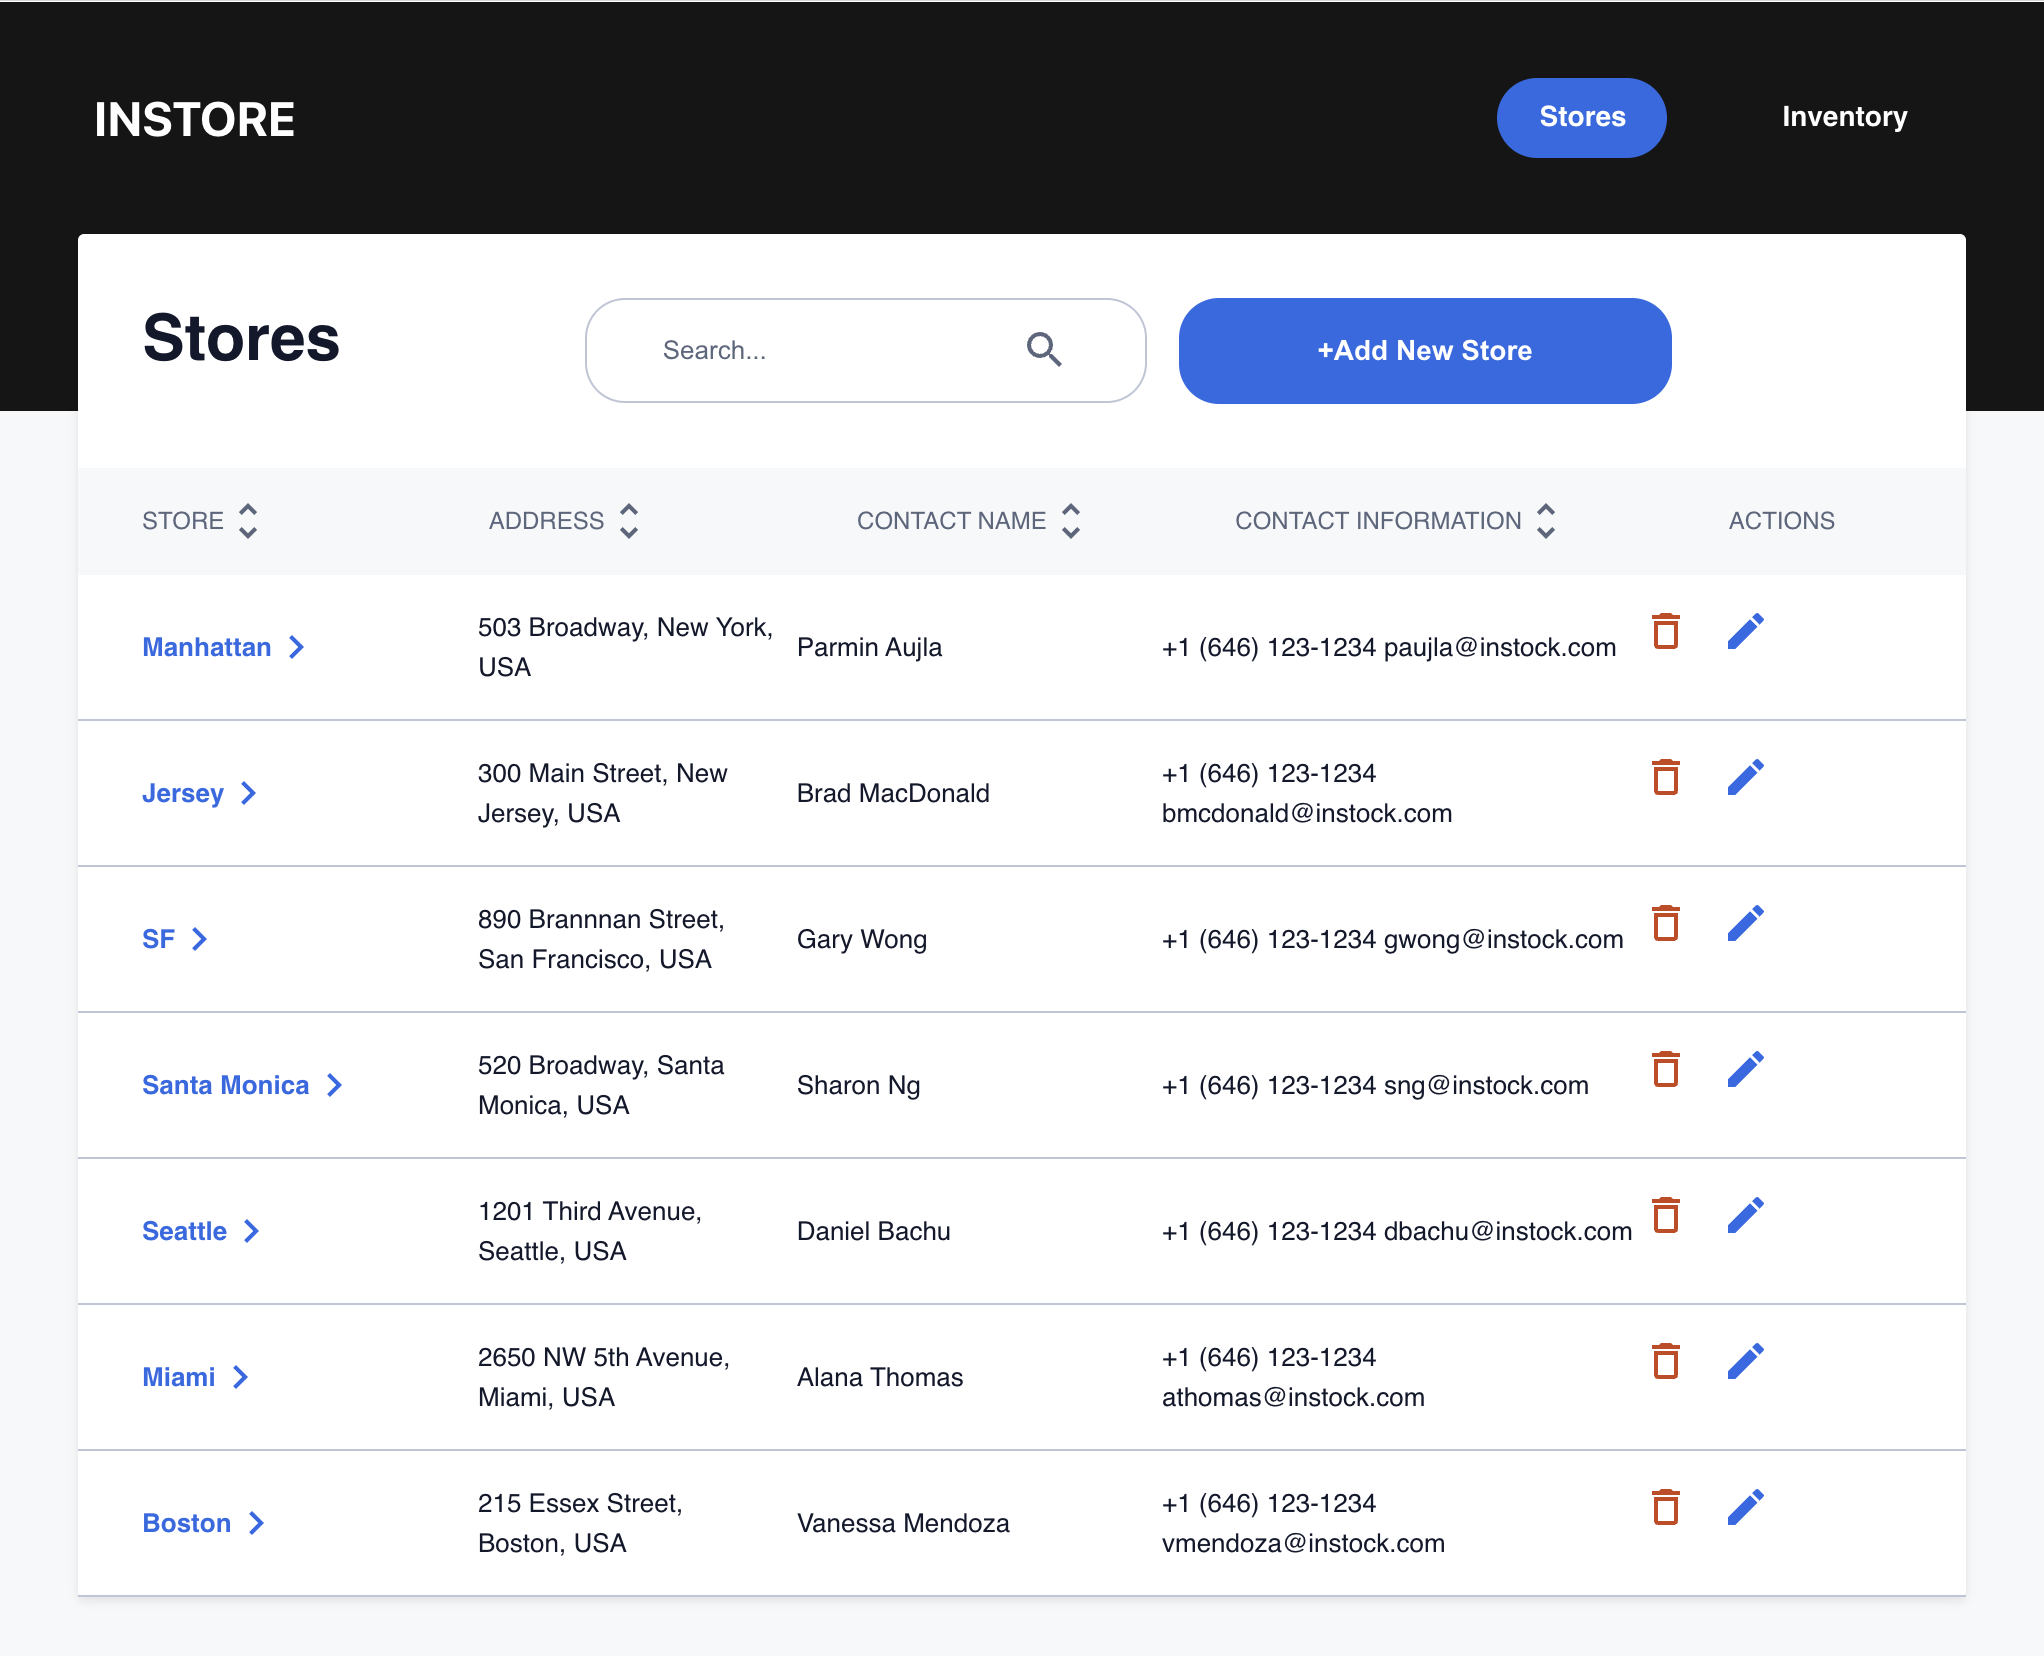 INSTORE
Stores
Inventory
Stores
Search...
+Add New Store
STORE
ADDRESS
CONTACT NAME
CONTACT INFORMATION
ACTIONS
Manhattan
503 Broadway, New York,
USA
Parmin Aujla
+1 (646) 123-1234 paujla@instock.com
Jersey
300 Main Street, New
Jersey, USA
Brad MacDonald
+1 (646) 123-1234
bmcdonald@instock.com
SF
890 Brannnan Street,
San Francisco, USA
Gary Wong
+1 (646) 123-1234 gwong@instock.com
Santa Monica
520 Broadway, Santa
Monica, USA
Sharon Ng
+1 (646) 123-1234 sng@instock.com
Seattle
1201 Third Avenue,
Seattle, USA
Daniel Bachu
+1 (646) 123-1234 dbachu@instock.com
Miami
2650 NW 5th Avenue,
Miami, USA
Alana Thomas
+1 (646) 123-1234
athomas@instock.com
Boston
215 Essex Street,
Boston, USA
Vanessa Mendoza
+1 (646) 123-1234
vmendoza@instock.com